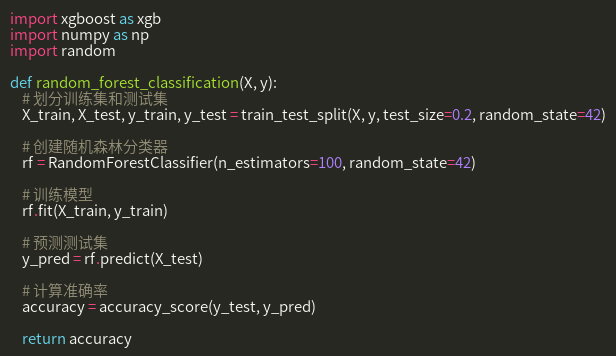 import xgboost as xgb
import numpy as np
import random
def random_forest_classification(X, y):
# 划分训练集和测试集
X_train, X_test, y_train, y_test = train_test_split(X, y, test_size=0.2, random_state=42)
# 创建随机森林分类器
rf = RandomForestClassifier(n_estimators=100, random_state=42)
# 训练模型
rf.fit(X_train, y_train)
# 预测测试集
y_pred = rf.predict(X_test)
# 计算准确率
accuracy = accuracy_score(y_test, y_pred)
return accuracy